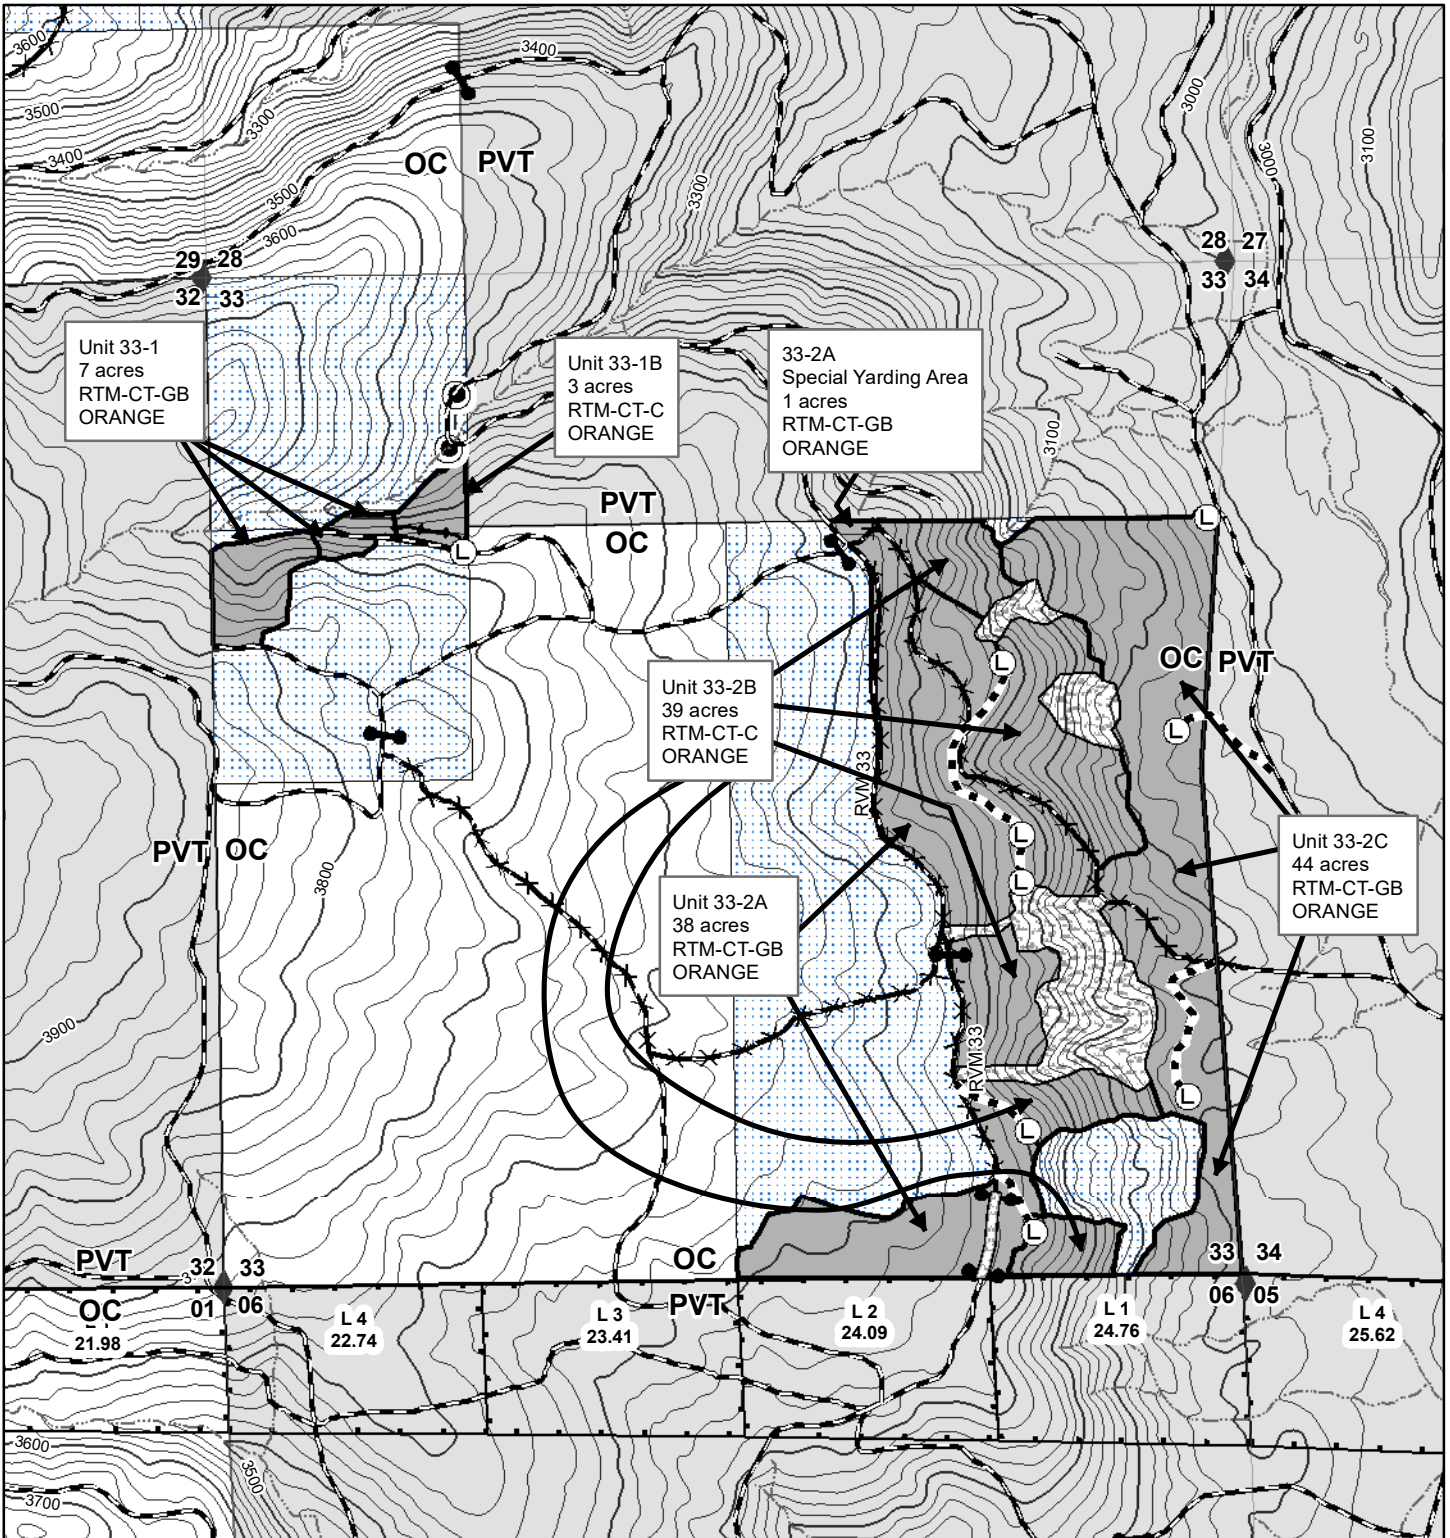 3600
3400
3500
3300
3400
3000
3100
3000
OC PVT
3300
3500
3600
29 28
32 33
28 27
33 34
Unit 33-1
7 acres
RTM-CT-GB
ORANGE
Unit 33-1B
3 acres
RTM-CT-C
ORANGE
33-2A
Special Yarding Area
1 acres
RTM-CT-GB
ORANGE
3100
PVT
OC
L
L
L
L
L
L
L
L
L
OC PVT
Unit 33-2B
39 acres
RTM-CT-C
ORANGE
RVM 33
PVT OC
3800
Unit 33-2C
44 acres
RTM-CT-GB
ORANGE
Unit 33-2A
38 acres
RTM-CT-GB
ORANGE
3900
RVM 33
PVT
OC
32 33
01 06
OC
PVT
33 34
06 05
21.98
L 4
22.74
L 3
23.41
L 2
24.09
L 1
24.76
L 4
25.62
3600
3500
3700